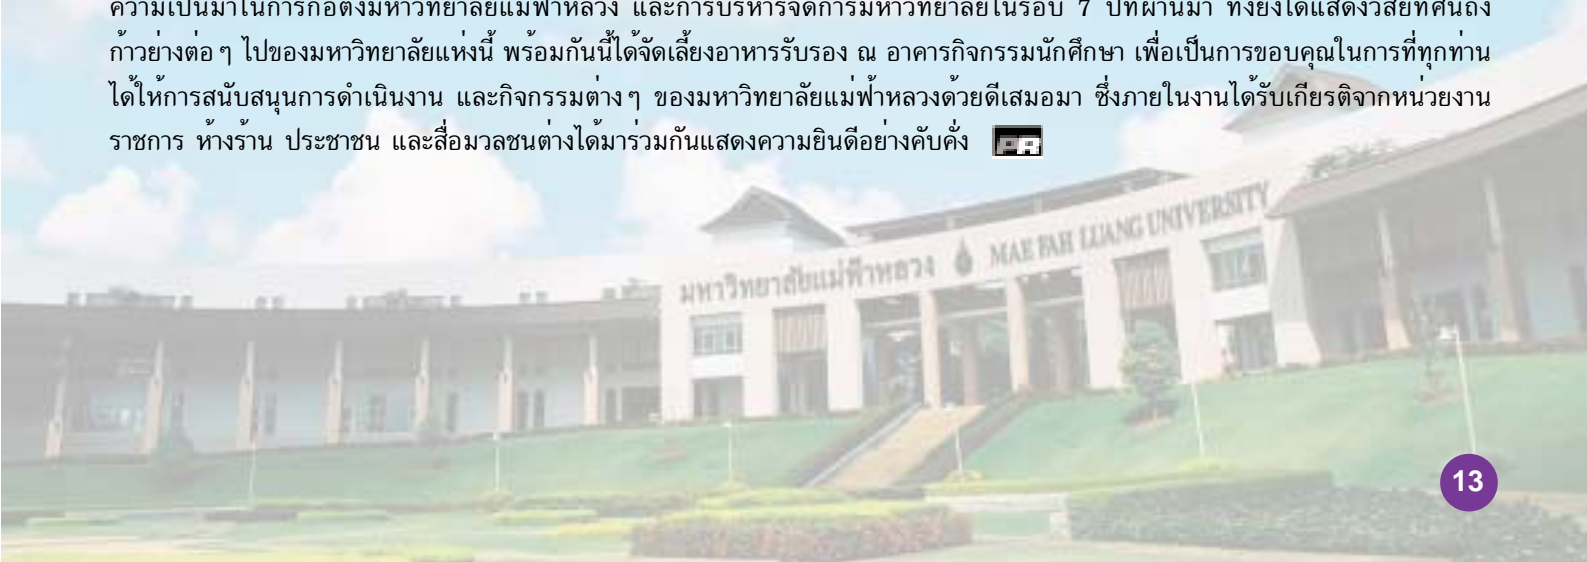 ความเป็นมาในการก่อตั้งมหาวิทยาลัยแม่ฟ้าหลวง และการบริหารจัดการมหาวิทยาลัยในรอบ 7 ปีที่ผ่านมา ทั้งยังได้แสดงวิสัยทัศน์ถึง
ก้าวย่างต่อๆ ไปของมหาวิทยาลัยแห่งนี้ พร้อมกันนี้ได้จัดเลี้ยงอาหารรับรอง ณ อาคารกิจกรรมนักศึกษา เพื่อเป็นการขอบคุณในการที่ทุกท่าน
ได้ให้การสนับสนุนการดำเนินงาน และกิจกรรมต่างๆ ของมหาวิทยาลัยแม่ฟ้าหลวงด้วยดีเสมอมา ซึ่งภายในงานได้รับเกียรติจากหน่วยงาน
ราชการ ห้างร้าน ประชาชน และสื่อมวลชนต่างได้มาร่วมกันแสดงความยินดีอย่างคับคั่ง PR
มหาวิทยาลัยแม่ฟ้าหลวง MAE FAH LUANG UNIVERSITY
13